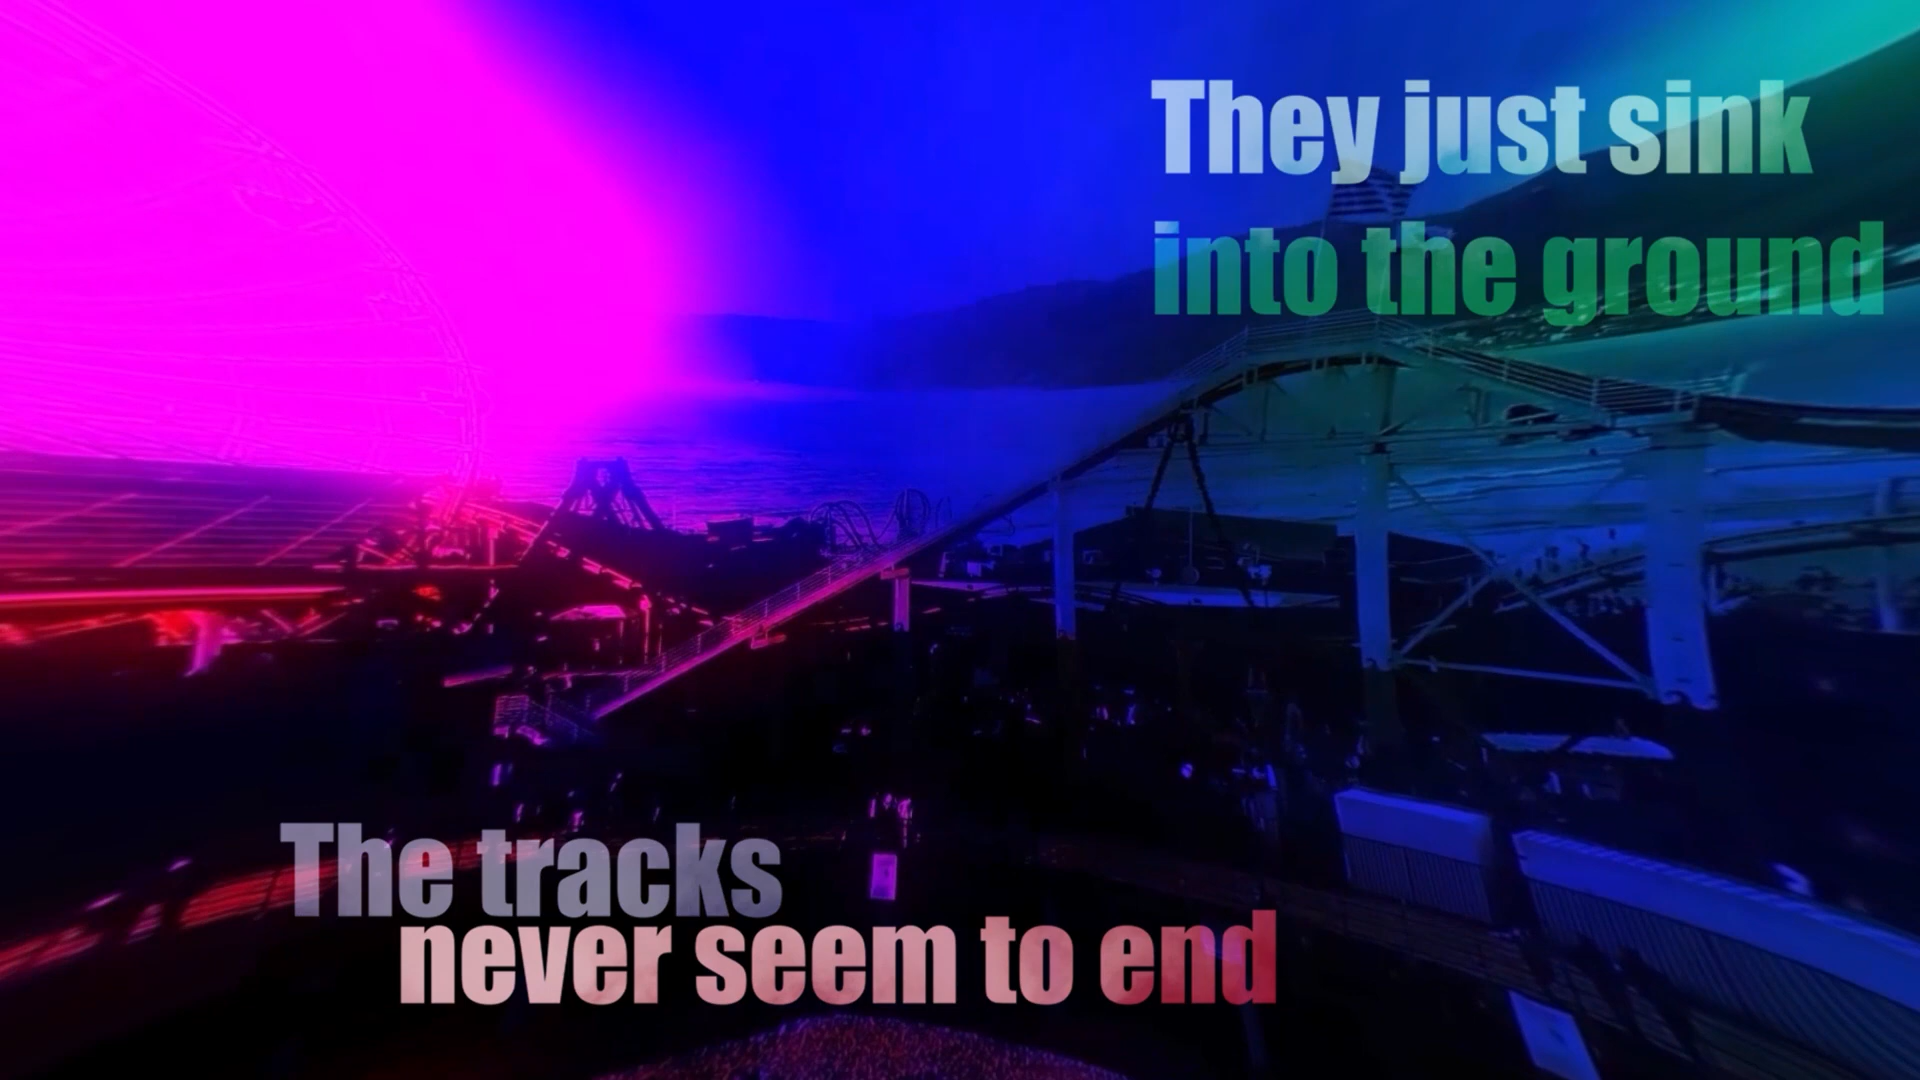 They just sink
into the ground
The tracks
never seem to end